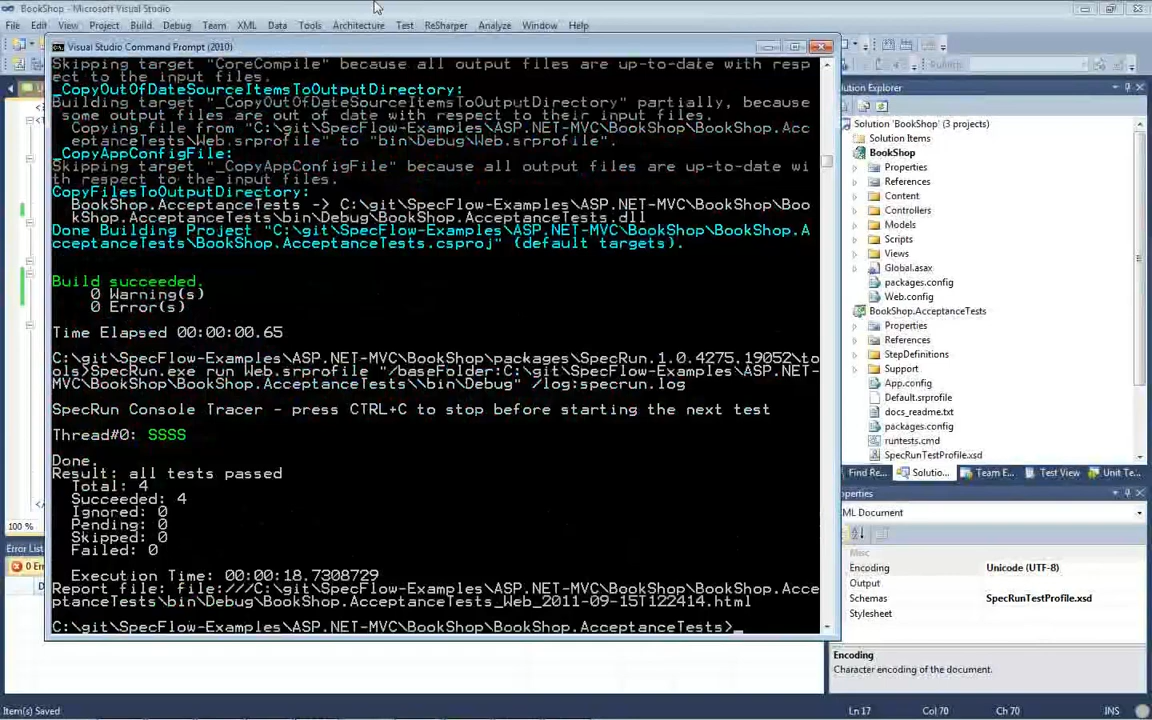 BookShop - Microsoft Visual Studio
File Edit View Project Build Debug Team XML Data Tools Architecture Test ReSharper Analyze Window Help
Visual Studio Command Prompt (2010)
Skipping target "CoreCompile" because all output files are up-to-date with resp
ect to the input files.
_CopyOutOfDateSourceItemsToOutputDirectory:
Building target "_CopyOutOfDateSourceItemsToOutputDirectory" partially, because
some output files are out of date with respect to their input files.
Copying file from "C:\git\SpecFlow-Examples\ASP.NET-MVC\BookShop\BookShop.Acc
eptanceTests\Web.srprofile" to "bin\Debug\Web.srprofile".
_CopyAppConfigFile:
Skipping target "_CopyAppConfigFile" because all output files are up-to-date wi
th respect to the input files.
CopyFilesToOutputDirectory:
BookShop.AcceptanceTests -> C:\git\SpecFlow-Examples\ASP.NET-MVC\BookShop\Boo
kShop.AcceptanceTests\bin\Debug\BookShop.AcceptanceTests.dll
Done Building Project "C:\git\SpecFlow-Examples\ASP.NET-MVC\BookShop\BookShop.A
cceptanceTests\BookShop.AcceptanceTests.csproj" (default targets).
Build succeeded.
0 Warning(s)
0 Error(s)
Time Elapsed 00:00:00.65
C:\git\SpecFlow-Examples\ASP.NET-MVC\BookShop\packages\SpecRun.1.0.4275.19052\to
ols>SpecRun.exe run Web.srprofile "/baseFolder:C:\git\SpecFlow-Examples\ASP.NET-
MVC\BookShop\BookShop.AcceptanceTests\\bin\Debug" /log:specrun.log
SpecRun Console Tracer - press CTRL+C to stop before starting the next test
Thread#0: SSSS
Done.
Result: all tests passed
Total: 4
Succeeded: 4
Ignored: 0
Pending: 0
Skipped: 0
Failed: 0
Execution Time: 00:00:18.7308729
Report file: file:///C:\git\SpecFlow-Examples\ASP.NET-MVC\BookShop\BookShop.Acce
ptanceTests\bin\Debug\BookShop.AcceptanceTests_Web_2011-09-15T122414.html
C:\git\SpecFlow-Examples\ASP.NET-MVC\BookShop\BookShop.AcceptanceTests>_
100 %
Error List
0 Erro
olution Explorer
Solution 'BookShop' (3 projects)
Solution Items
BookShop
Properties
References
Content
Controllers
Models
Scripts
Views
Global.asax
packages.config
Web.config
BookShop.AcceptanceTests
Properties
References
StepDefinitions
Support
App.config
Default.srprofile
docs_readme.txt
packages.config
runtests.cmd
SpecRunTestProfile.xsd
Find Re... Solutio... Team E... Test View Unit Te...
roperties
ML Document
Misc
Encoding Unicode (UTF-8)
Output
Schemas SpecRunTestProfile.xsd
Stylesheet
Encoding
Character encoding of the document.
Item(s) Saved Ln 17 Col 70 Ch 70 INS